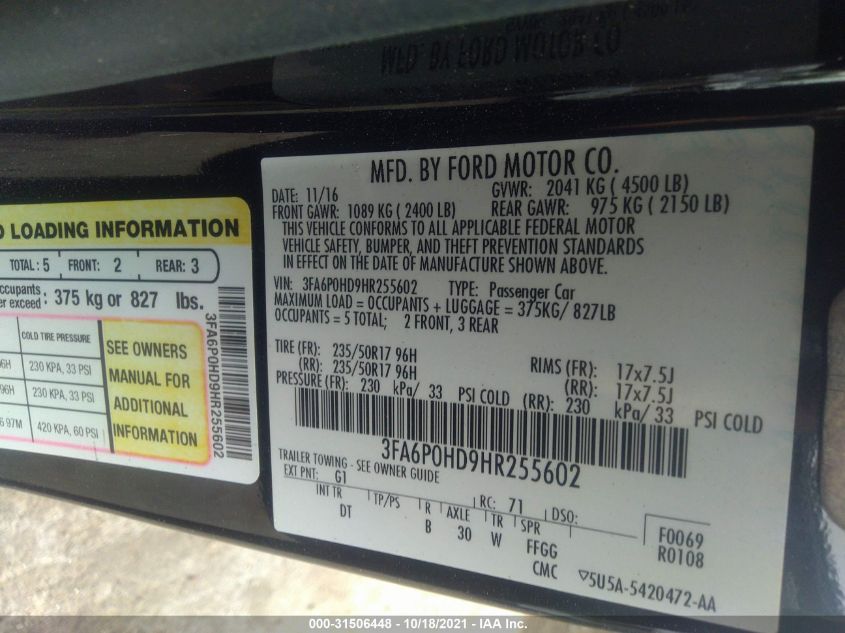 MFD. BY FORD MOTOR CO.
DATE: 11/16 GVWR: 2041 KG ( 4500 LB)
FRONT GAWR: 1089 KG ( 2400 LB) REAR GAWR: 975 KG ( 2150 LB)
THIS VEHICLE CONFORMS TO ALL APPLICABLE FEDERAL MOTOR
VEHICLE SAFETY, BUMPER, AND THEFT PREVENTION STANDARDS
IN EFFECT ON THE DATE OF MANUFACTURE SHOWN ABOVE.
VIN: 3FA6P0HD9HR255602 TYPE: Passenger Car
MAXIMUM LOAD = OCCUPANTS + LUGGAGE = 375KG/ 827LB
OCCUPANTS = 5 TOTAL; 2 FRONT, 3 REAR
TIRE (FR): 235/50R17 96H RIMS (FR): 17x7.5J
(RR): 235/50R17 96H (RR): 17x7.5J
PRESSURE (FR): 230 kPa/ 33 PSI COLD (RR): 230 kPa/ 33 PSI COLD
3FA6P0HD9HR255602
TRAILER TOWING - SEE OWNER GUIDE
EXT PNT: G1 RC: 71 DSO:
INT TR TP/PS R AXLE TR SPR
DT B 30 W FFGG
CMC
F0069
R0108
5U5A-5420472-AA
LOADING INFORMATION
TOTAL: 5 FRONT: 2 REAR: 3
exceed: 375 kg or 827 lbs.
COLD TIRE PRESSURE
230 KPA, 33 PSI
230 KPA, 33 PSI
97M 420 KPA, 60 PSI
SEE OWNERS
MANUAL FOR
ADDITIONAL
INFORMATION
3FA6P0HD9HR255602
000-31506448 - 10/18/2021 - IAA Inc.